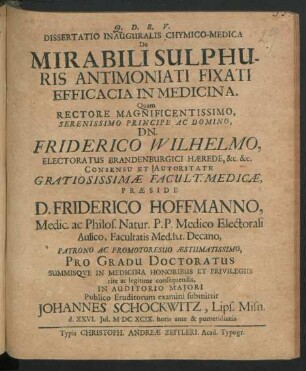 Q. D. B. V.
DISSERTATIO INAUGURALIS CHYMICO-MEDICA
De
MIRABILI SULPHU-
RIS ANTIMONIATI FIXATI
EFFICACIA IN MEDICINA.
Quam
RECTORE MAGNIFICENTISSIMO,
SERENISSIMO PRINCIPE AC DOMINO,
DN.
FRIDERICO WILHELMO,
ELECTORATUS BRANDENBURGICI HÆREDE, &c. &c.
CONSENSU ET AUTORITATE
GRATIOSISSIMÆ FACULT. MEDICÆ,
PRÆSIDE
D. FRIDERICO HOFFMANNO,
Medic. ac Philos. Natur. P.P. Medico Electorali
Aulico, Facultatis Med. h.t. Decano,
PATRONO AC PROMOTORE SUO ÆSTUMATISSIMO,
PRO GRADU DOCTORATUS
SUMMISQVE IN MEDICINA HONORIBUS ET PRIVILEGIIS
rite ac legitime consequendis,
IN AUDITORIO MAJORI
Publico Eruditorum examini submittit
JOHANNES SCHOCKWITZ, Lips. Misn.
d. XXVI. Jul. M DC XCIX. horis ante & pomeridianis
Typis CHRISTOPH. ANDREÆ ZEITLERI. Acad. Typogr.